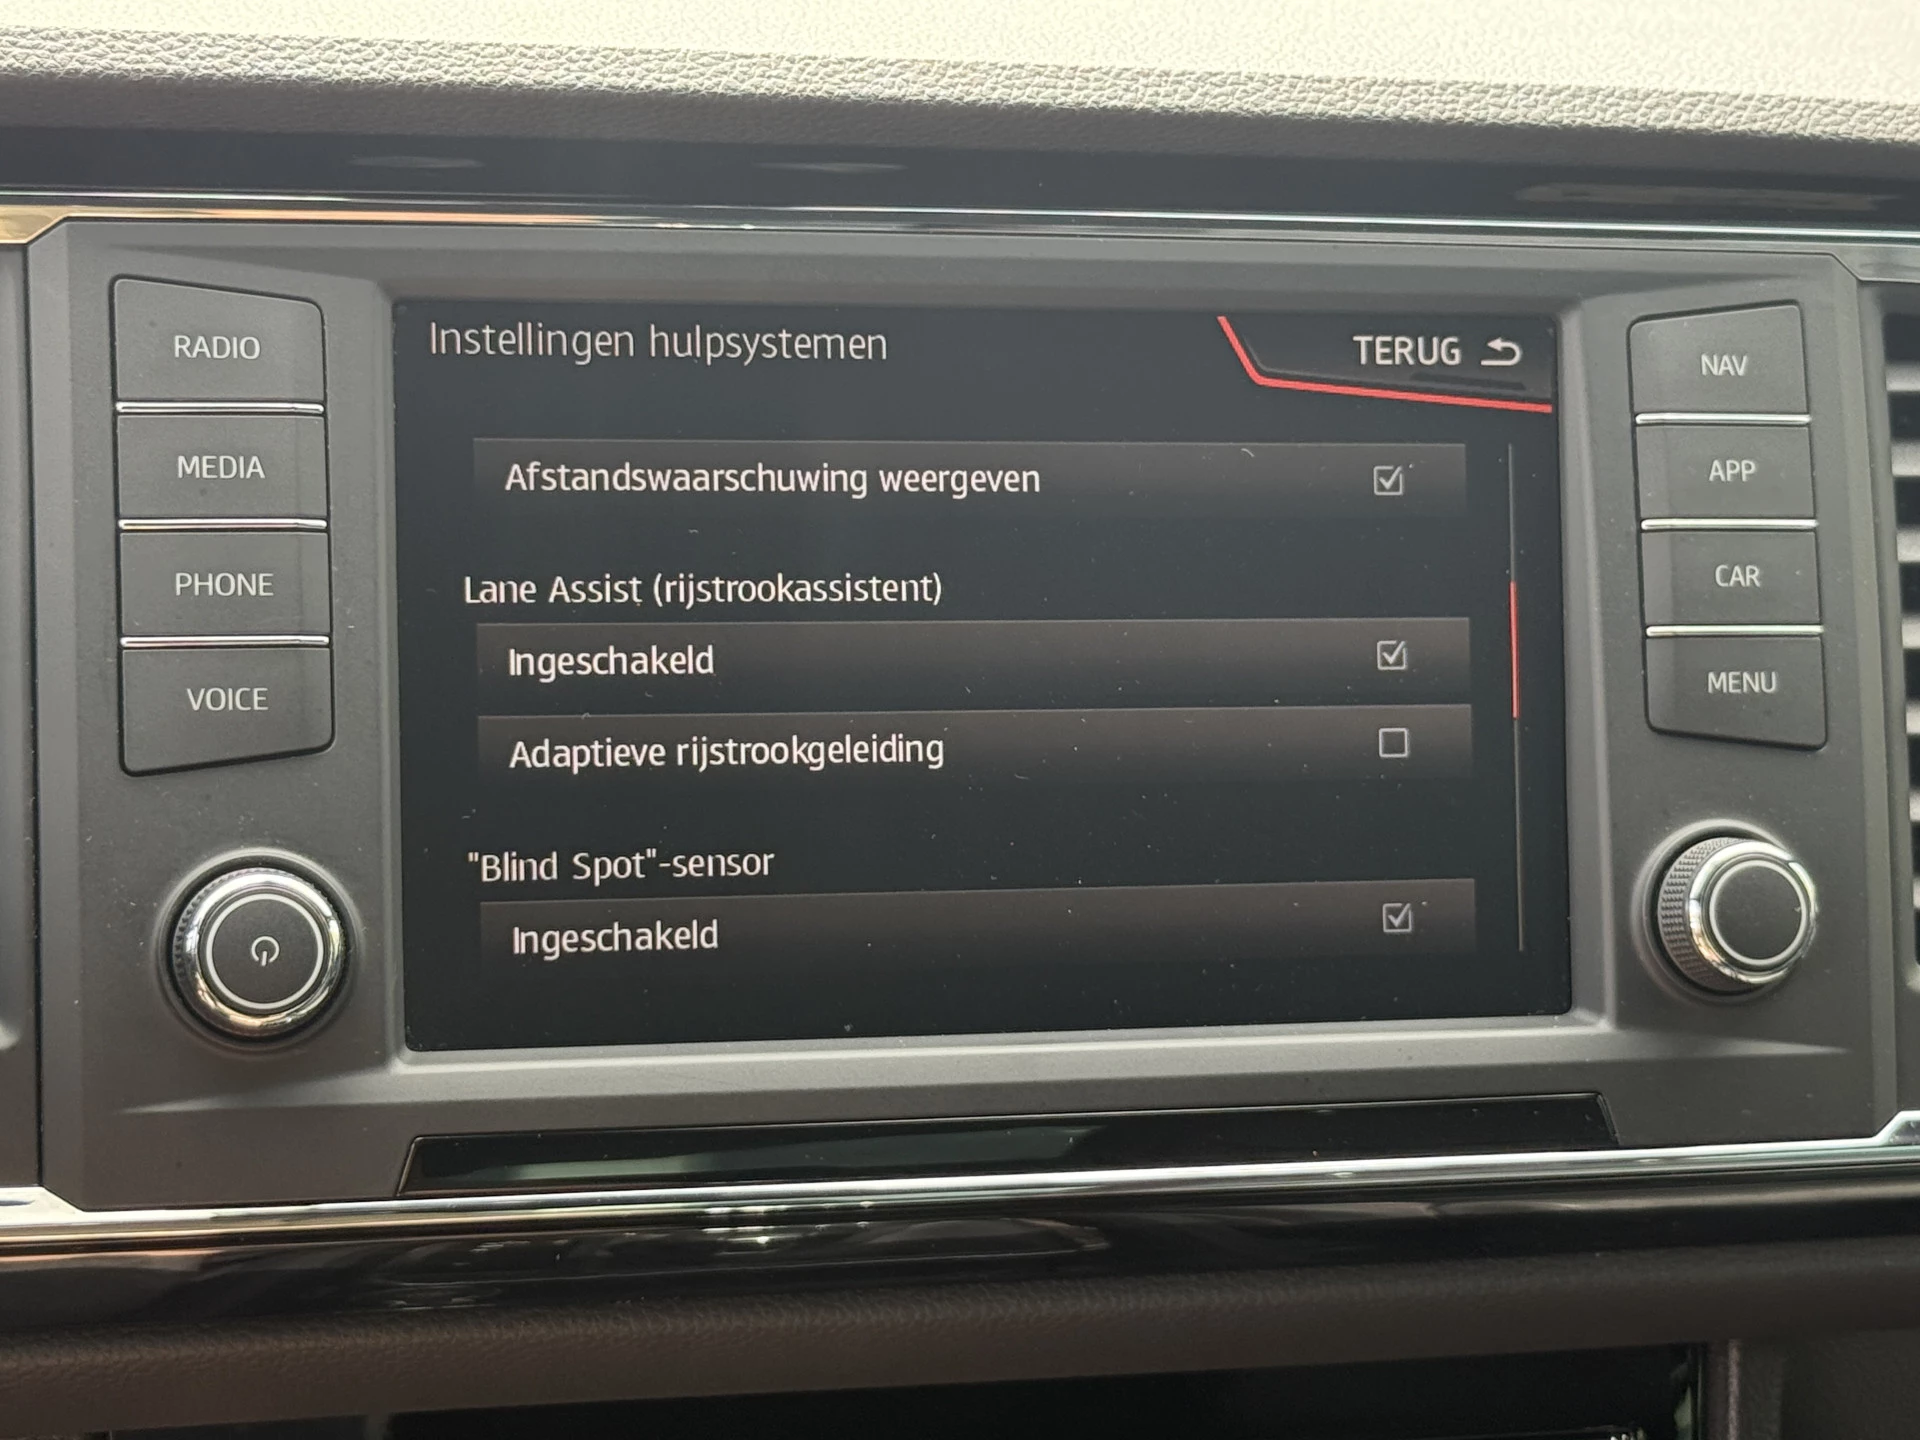 RADIO
MEDIA
PHONE
VOICE
Instellingen hulpsystemen
TERUG
Afstandswaarschuwing weergeven
Lane Assist (rijstrookassistent)
Ingeschakeld
Adaptieve rijstrookgeleiding
"Blind Spot"-sensor
Ingeschakeld
NAV
APP
CAR
MENU